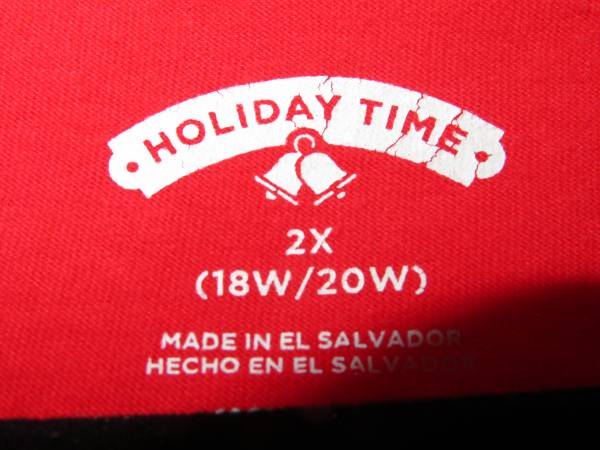 • HOLIDAY TIME •
2X
(18W/20W)
MADE IN EL SALVADOR
HECHO EN EL SALVADOR